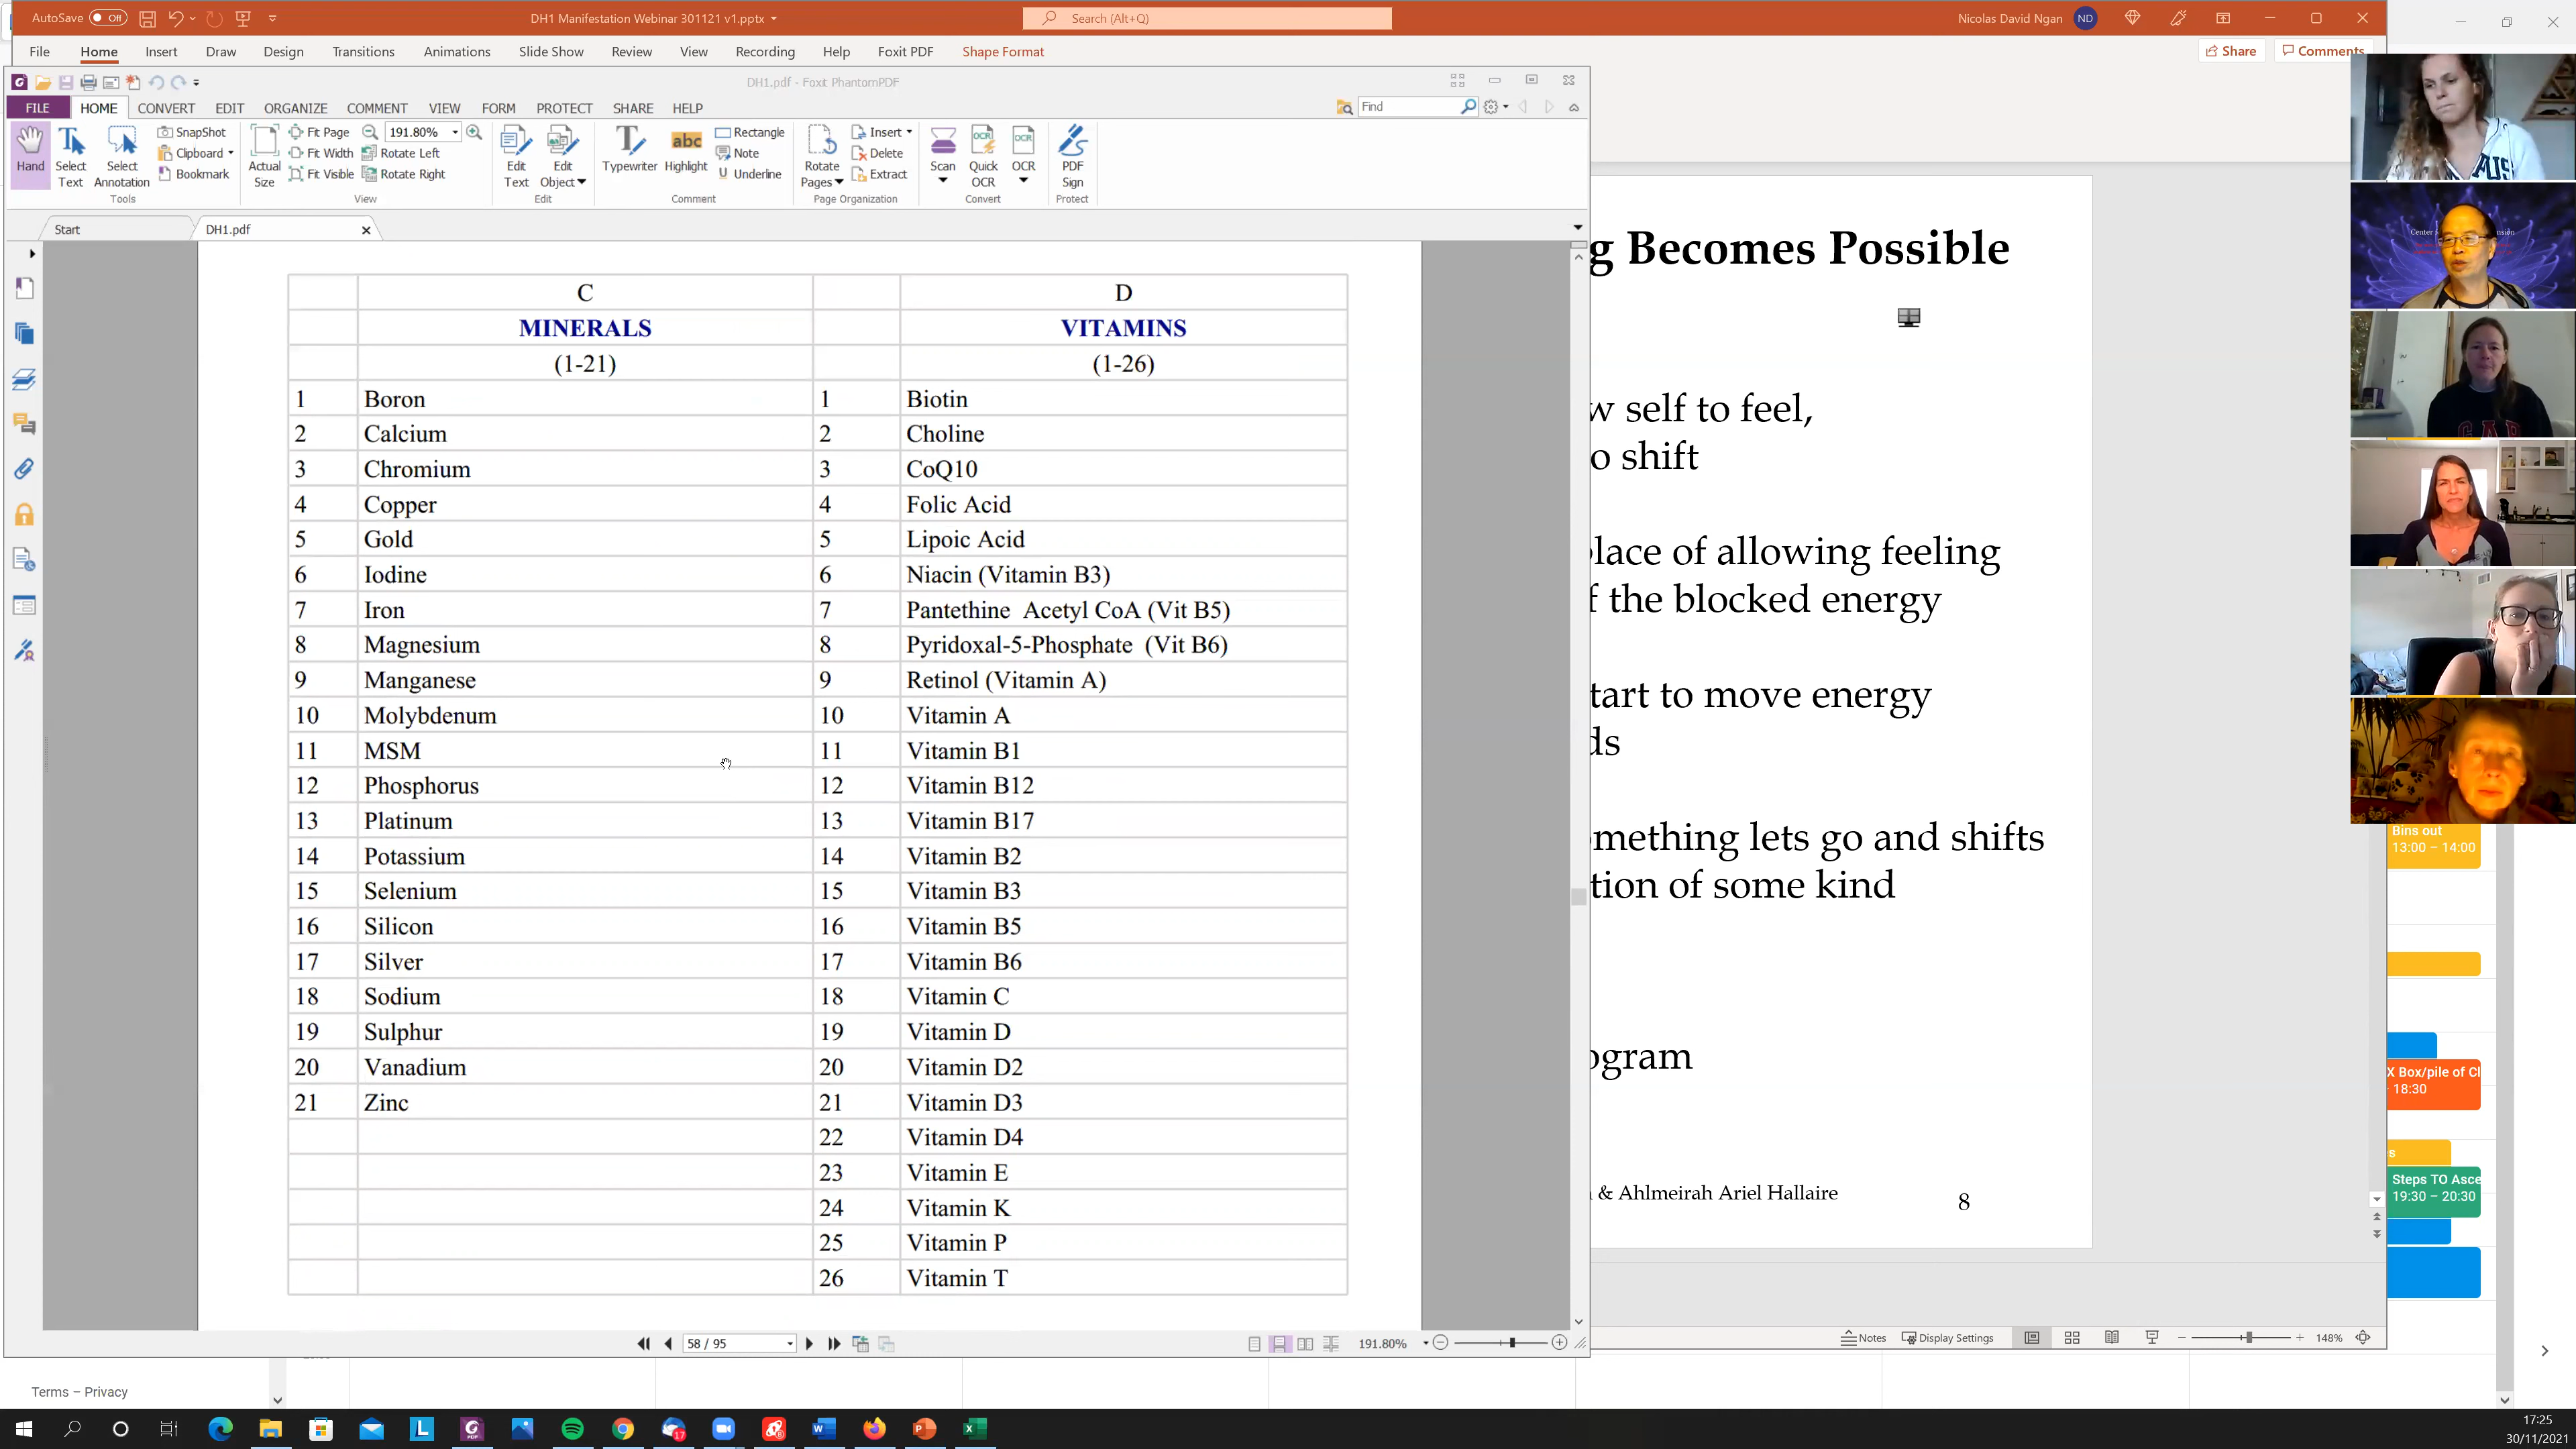 AutoSave Off
DH1 Manifestation Webinar 301121 v1.pptx
Search (Alt+Q)
Nicolas David Ngan ND
File Home Insert Draw Design Transitions Animations Slide Show Review View Recording Help Foxit PDF Shape Format
Share Comments
DH1.pdf - Foxit PhantomPDF
FILE HOME CONVERT EDIT ORGANIZE COMMENT VIEW FORM PROTECT SHARE HELP
Find
Hand
Select Text
Select Annotation
SnapShot
Clipboard
Bookmark
Tools
Actual Size
Fit Page
Fit Width
Fit Visible
191.80%
Rotate Left
Rotate Right
View
Edit Text
Edit Object
Edit
Typewriter
Highlight
Rectangle
Note
Underline
Comment
Rotate Pages
Insert
Delete
Extract
Page Organization
Scan
Quick OCR
OCR
Convert
PDF Sign
Protect
Start
DH1.pdf
C D
MINERALS VITAMINS
(1-21) (1-26)
1 Boron 1 Biotin
2 Calcium 2 Choline
3 Chromium 3 CoQ10
4 Copper 4 Folic Acid
5 Gold 5 Lipoic Acid
6 Iodine 6 Niacin (Vitamin B3)
7 Iron 7 Pantethine Acetyl CoA (Vit B5)
8 Magnesium 8 Pyridoxal-5-Phosphate (Vit B6)
9 Manganese 9 Retinol (Vitamin A)
10 Molybdenum 10 Vitamin A
11 MSM 11 Vitamin B1
12 Phosphorus 12 Vitamin B12
13 Platinum 13 Vitamin B17
14 Potassium 14 Vitamin B2
15 Selenium 15 Vitamin B3
16 Silicon 16 Vitamin B5
17 Silver 17 Vitamin B6
18 Sodium 18 Vitamin C
19 Sulphur 19 Vitamin D
20 Vanadium 20 Vitamin D2
21 Zinc 21 Vitamin D3
22 Vitamin D4
23 Vitamin E
24 Vitamin K
25 Vitamin P
26 Vitamin T
58 / 95
191.80%
g Becomes Possible
w self to feel,
o shift
lace of allowing feeling
f the blocked energy
tart to move energy
ds
mething lets go and shifts
tion of some kind
ogram
& Ahlmeirah Ariel Hallaire
8
Notes
Display Settings
148%
Bins out
13:00 – 14:00
X Box/pile of Cl
18:30
s
Steps TO Asce
19:30 – 20:30
Terms – Privacy
17
17:25
30/11/2021
GAP